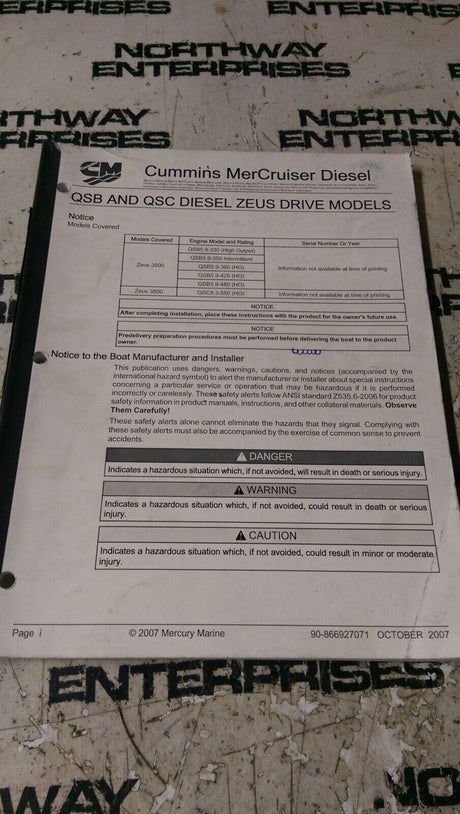 ENTERPRISES
ENTERPRISES
NORTHWAY
ENTERPRISES
NORTHWAY
ENTERPRISES
CM
Cummins MerCruiser Diesel
QSB AND QSC DIESEL ZEUS DRIVE MODELS
Notice
Models Covered
Models Covered Engine Model and Rating Serial Number Or Year
Zeus 3500 QSB5.9-330 (High Output) Information not available at time of printing
QSB5.9-355 Intermittent
QSB5.9-380 (HO)
QSB5.9-425 (HO)
QSB5.9-480 (HO)
Zeus 3800 QSC8.3-550 (HO) Information not available at time of printing
NOTICE
After completing installation, place these instructions with the product for the owner's future use.
NOTICE
Predelivery preparation procedures must be performed before delivering the boat to the product
owner.
Notice to the Boat Manufacturer and Installer
This publication uses dangers, warnings, cautions, and notices (accompanied by the
international hazard symbol) to alert the manufacturer or installer about special instructions
concerning a particular service or operation that may be hazardous if it is performed
incorrectly or carelessly. These safety alerts follow ANSI standard Z535.6-2006 for product
safety information in product manuals, instructions, and other collateral materials. Observe
Them Carefully!
These safety alerts alone cannot eliminate the hazards that they signal. Complying with
these safety alerts must also be accompanied by the exercise of common sense to prevent
accidents.
DANGER
Indicates a hazardous situation which, if not avoided, will result in death or serious injury.
WARNING
Indicates a hazardous situation which, if not avoided, could result in death or serious
injury.
CAUTION
Indicates a hazardous situation which, if not avoided, could result in minor or moderate
injury.
Page i © 2007 Mercury Marine 90-866927071 OCTOBER 2007
ENTERPRISES
NORTHWAY